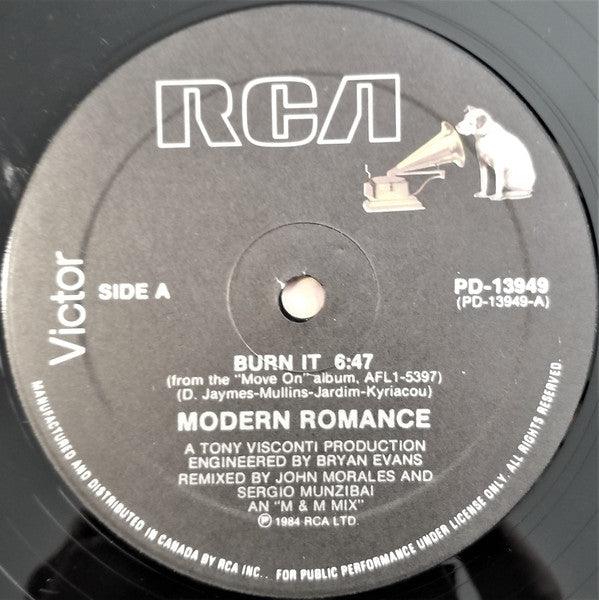 RCA
Victor
SIDE A
PD-13949
(PD-13949-A)
BURN IT 6:47
(from the "Move On" album, AFL1-5397)
(D. Jaymes-Mullins-Jardim-Kyriacou)
MODERN ROMANCE
A TONY VISCONTI PRODUCTION
ENGINEERED BY BRYAN EVANS
REMIXED BY JOHN MORALES AND
SERGIO MUNZIBAI
AN "M & M MIX"
℗ 1984 RCA LTD.
MANUFACTURED AND DISTRIBUTED IN CANADA BY RCA INC.. FOR PUBLIC PERFORMANCE UNDER LICENSE ONLY. ALL RIGHTS RESERVED.